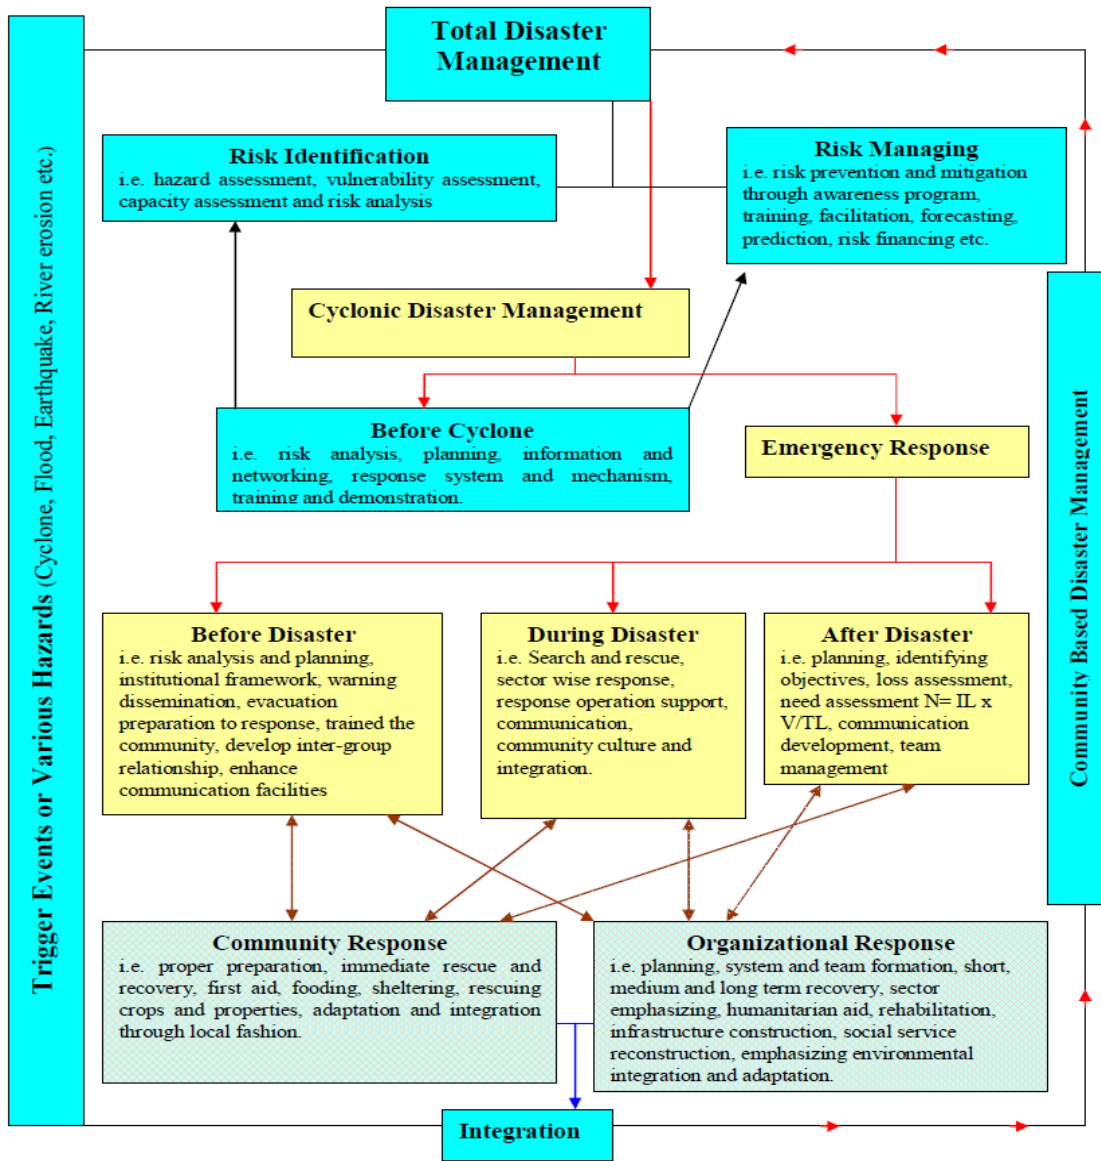 Total Disaster
Management
Trigger Events or Various Hazards (Cyclone, Flood, Earthquake, River erosion etc.)
Risk Identification
i.e. hazard assessment, vulnerability assessment,
capacity assessment and risk analysis
Risk Managing
i.e. risk prevention and mitigation
through awareness program,
training, facilitation, forecasting,
prediction, risk financing etc.
Cyclonic Disaster Management
Before Cyclone
i.e. risk analysis, planning, information and
networking, response system and mechanism,
training and demonstration.
Emergency Response
Community Based Disaster Management
Before Disaster
i.e. risk analysis and planning,
institutional framework, warning
dissemination, evacuation
preparation to response, trained the
community, develop inter-group
relationship, enhance
communication facilities
During Disaster
i.e. Search and rescue,
sector wise response,
response operation support,
communication,
community culture and
integration.
After Disaster
i.e. planning, identifying
objectives, loss assessment,
need assessment N= IL x
V/TL, communication
development, team
management
Community Response
i.e. proper preparation, immediate rescue and
recovery, first aid, fooding, sheltering, rescuing
crops and properties, adaptation and integration
through local fashion.
Organizational Response
i.e. planning, system and team formation, short,
medium and long term recovery, sector
emphasizing, humanitarian aid, rehabilitation,
infrastructure construction, social service
reconstruction, emphasizing environmental
integration and adaptation.
Integration